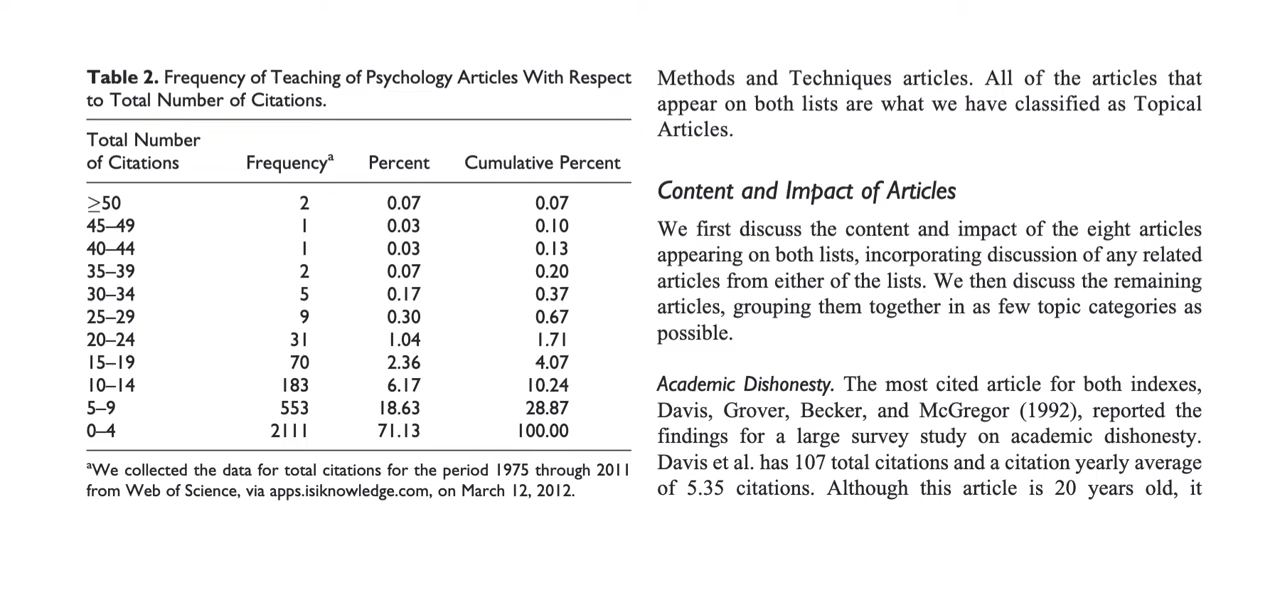 Table 2. Frequency of Teaching of Psychology Articles With Respect
to Total Number of Citations.
Total Number
of Citations Frequencyª Percent Cumulative Percent
≥50 2 0.07 0.07
45–49 1 0.03 0.10
40–44 1 0.03 0.13
35–39 2 0.07 0.20
30–34 5 0.17 0.37
25–29 9 0.30 0.67
20–24 31 1.04 1.71
15–19 70 2.36 4.07
10–14 183 6.17 10.24
5–9 553 18.63 28.87
0–4 2111 71.13 100.00
ªWe collected the data for total citations for the period 1975 through 2011
from Web of Science, via apps.isiknowledge.com, on March 12, 2012.
Methods and Techniques articles. All of the articles that
appear on both lists are what we have classified as Topical
Articles.
Content and Impact of Articles
We first discuss the content and impact of the eight articles
appearing on both lists, incorporating discussion of any related
articles from either of the lists. We then discuss the remaining
articles, grouping them together in as few topic categories as
possible.
Academic Dishonesty. The most cited article for both indexes,
Davis, Grover, Becker, and McGregor (1992), reported the
findings for a large survey study on academic dishonesty.
Davis et al. has 107 total citations and a citation yearly average
of 5.35 citations. Although this article is 20 years old, it